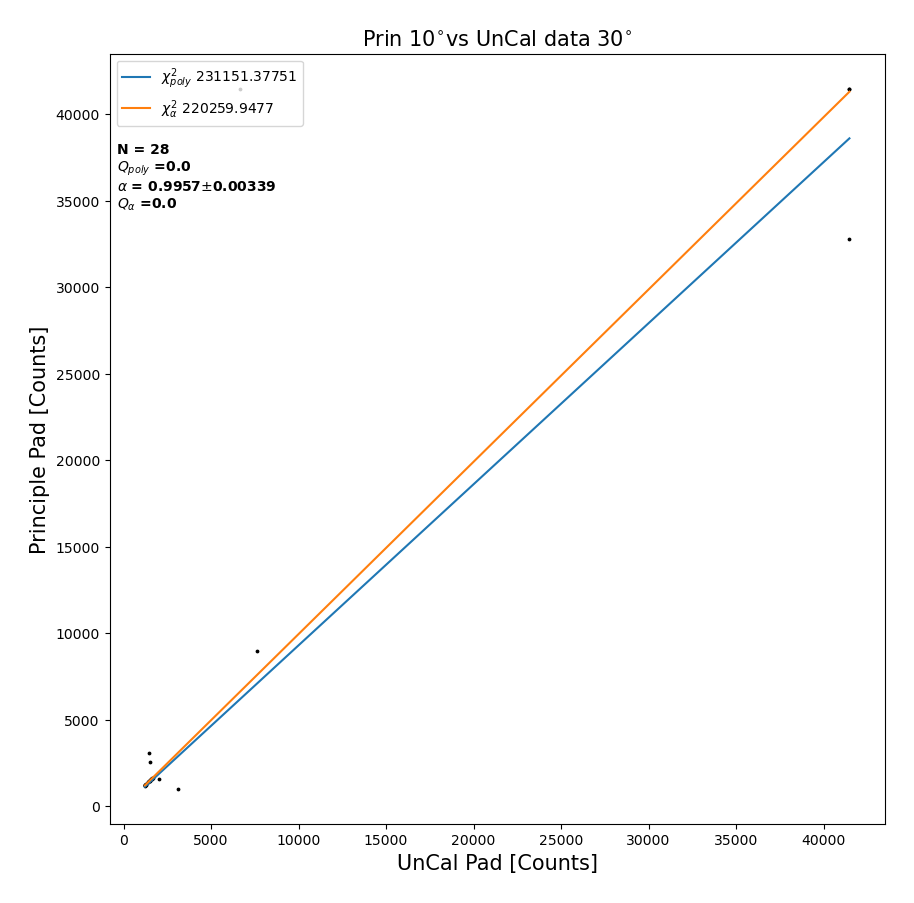 Prin 10°vs UnCal data 30°
χ²poly 231151.37751
χ²α 220259.9477
N = 28
Qpoly =0.0
α = 0.9957±0.00339
Qα =0.0
40000
35000
30000
25000
20000
15000
10000
5000
0
Principle Pad [Counts]
0 5000 10000 15000 20000 25000 30000 35000 40000
UnCal Pad [Counts]